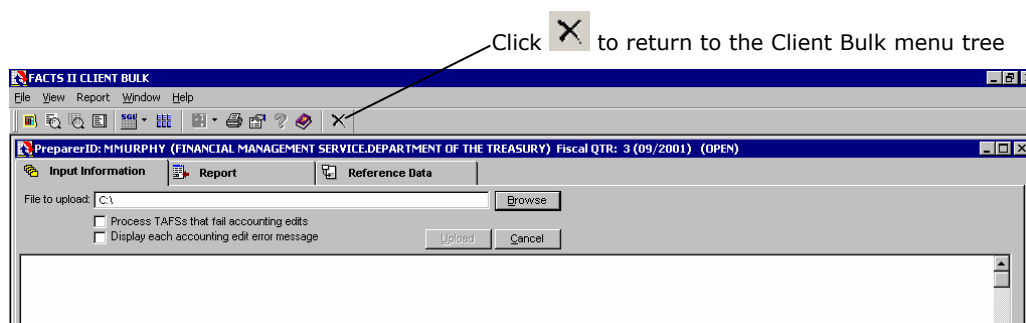 Click to return to the Client Bulk menu tree
FACTS II CLIENT BULK
File View Report Window Help
SGL ?
PreparerID: MMURPHY (FINANCIAL MANAGEMENT SERVICE.DEPARTMENT OF THE TREASURY) Fiscal QTR: 3 (09/2001) (OPEN)
Input Information Report Reference Data
File to upload: C:\ Browse
Process TAFSs that fail accounting edits
Display each accounting edit error message Upload Cancel